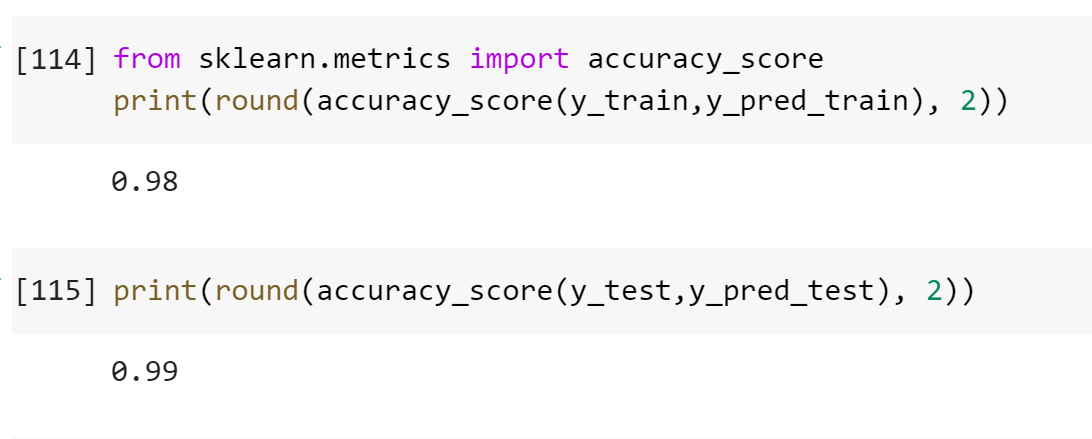 [114] from sklearn.metrics import accuracy_score
print(round(accuracy_score(y_train,y_pred_train), 2))
0.98
[115] print(round(accuracy_score(y_test,y_pred_test), 2))
0.99